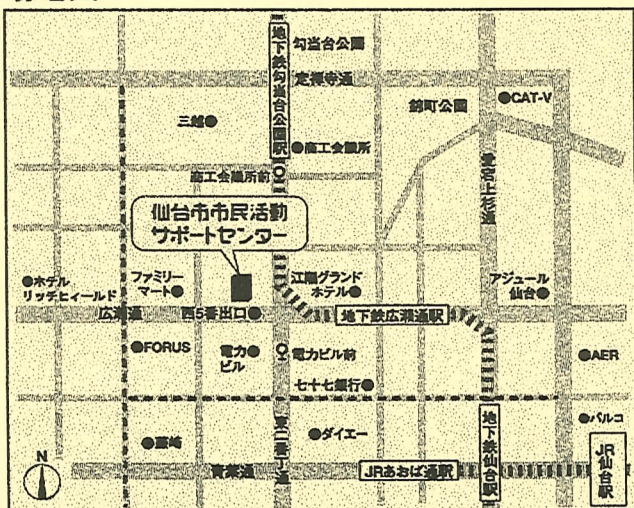 地下鉄勾当台公園駅
勾当台公園
定禅寺通
錦町公園
●CAT-V
三越●
●商工会議所
商工会議所前
愛宮上杉通
仙台市市民活動
サポートセンター
●ホテル
リッチヒィールド
ファミリー
マート●
江陽グランド
ホテル●
アジュール
仙台●
広瀬通
西5番出口●
地下鉄広瀬通駅
●FORUS
電力●
ビル
電力ビル前
●AER
七十七銀行●
東二番丁通
●藤崎
●ダイエー
地下鉄仙台駅
●パルコ
N
青葉通
JRあおば通駅
JR
仙台駅